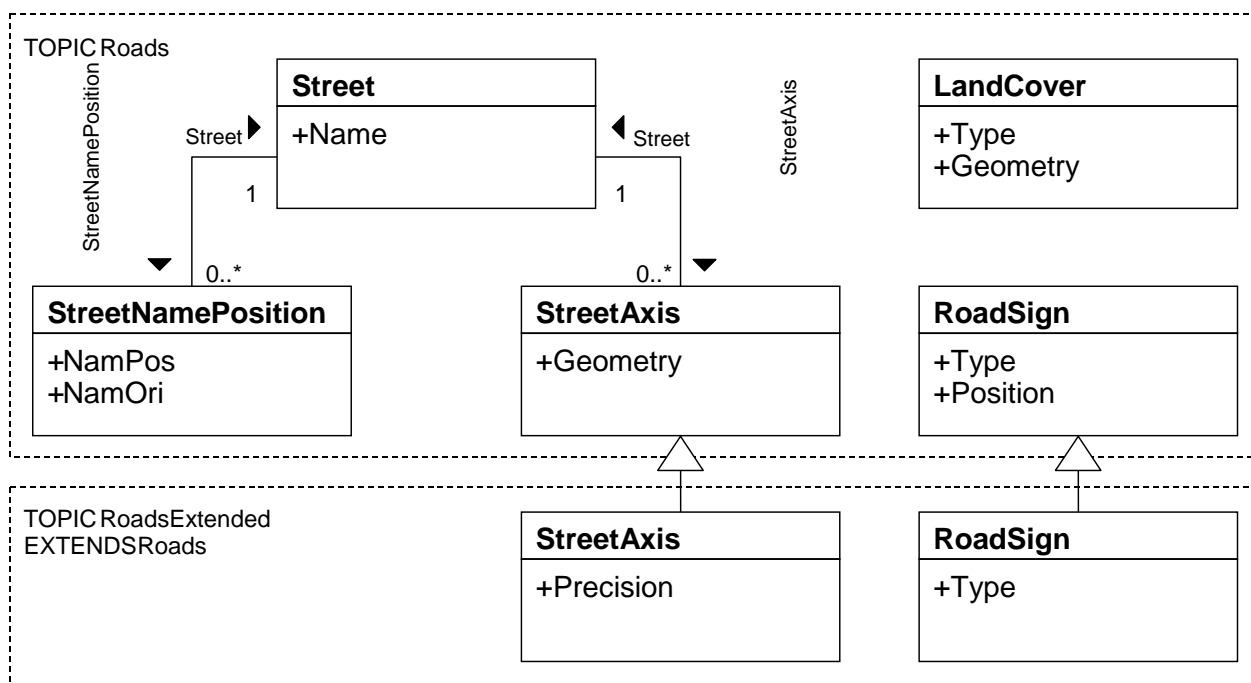 TOPIC Roads
StreetNamePosition
Street
+Name
Street
1
Street
1
StreetAxis
LandCover
+Type
+Geometry
0..*
0..*
StreetNamePosition
+NamPos
+NamOri
StreetAxis
+Geometry
RoadSign
+Type
+Position
TOPIC RoadsExtended
EXTENDSRoads
StreetAxis
+Precision
RoadSign
+Type